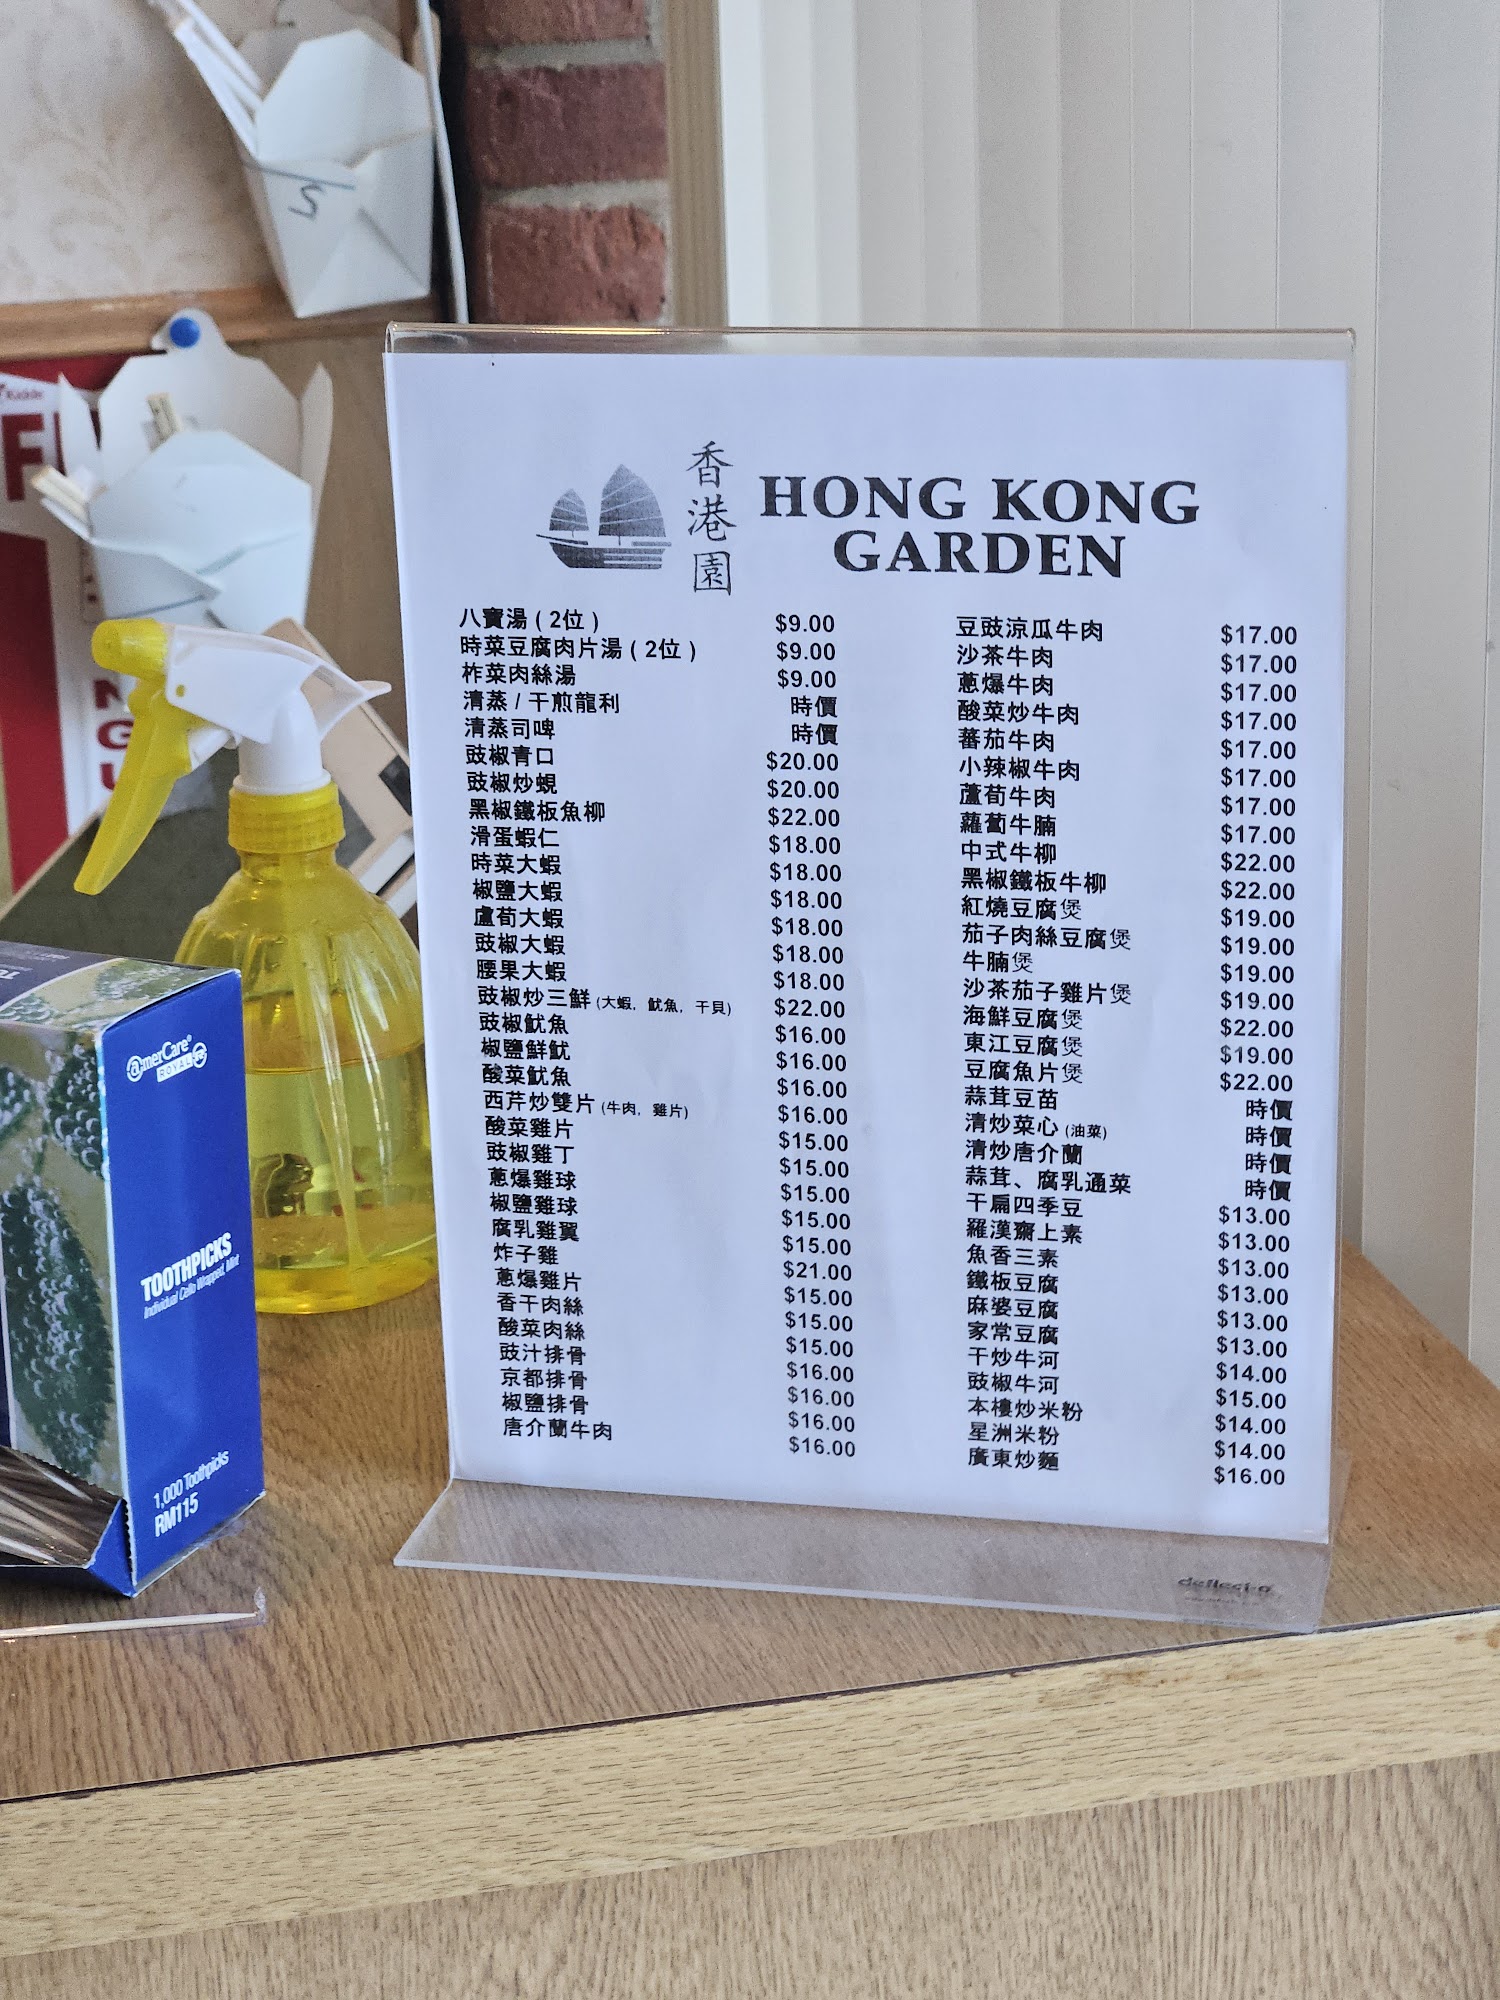 香港園
HONG KONG
GARDEN
八寶湯 ( 2位 ) $9.00
時菜豆腐肉片湯 ( 2位 ) $9.00
柞菜肉絲湯 $9.00
清蒸 / 干煎龍利 時價
清蒸司啤 時價
豉椒青口 $20.00
豉椒炒蜆 $20.00
黑椒鐵板魚柳 $22.00
滑蛋蝦仁 $18.00
時菜大蝦 $18.00
椒鹽大蝦 $18.00
盧荀大蝦 $18.00
豉椒大蝦 $18.00
腰果大蝦 $18.00
豉椒炒三鮮 (大蝦, 魷魚, 干貝) $22.00
豉椒魷魚 $16.00
椒鹽鮮魷 $16.00
酸菜魷魚 $16.00
西芹炒雙片 (牛肉, 雞片) $16.00
酸菜雞片 $15.00
豉椒雞丁 $15.00
蔥爆雞球 $15.00
椒鹽雞球 $15.00
腐乳雞翼 $15.00
炸子雞 $21.00
蔥爆雞片 $15.00
香干肉絲 $15.00
酸菜肉絲 $15.00
豉汁排骨 $16.00
京都排骨 $16.00
椒鹽排骨 $16.00
唐介蘭牛肉 $16.00
豆豉涼瓜牛肉 $17.00
沙茶牛肉 $17.00
蔥爆牛肉 $17.00
酸菜炒牛肉 $17.00
蕃茄牛肉 $17.00
小辣椒牛肉 $17.00
蘆荀牛肉 $17.00
蘿蔔牛腩 $17.00
中式牛柳 $22.00
黑椒鐵板牛柳 $22.00
紅燒豆腐煲 $19.00
茄子肉絲豆腐煲 $19.00
牛腩煲 $19.00
沙茶茄子雞片煲 $19.00
海鮮豆腐煲 $22.00
東江豆腐煲 $19.00
豆腐魚片煲 $22.00
蒜茸豆苗 時價
清炒菜心 (油菜) 時價
清炒唐介蘭 時價
蒜茸、腐乳通菜 時價
干扁四季豆 $13.00
羅漢齋上素 $13.00
魚香三素 $13.00
鐵板豆腐 $13.00
麻婆豆腐 $13.00
家常豆腐 $13.00
干炒牛河 $14.00
豉椒牛河 $15.00
本樓炒米粉 $14.00
星洲米粉 $14.00
廣東炒麵 $16.00
@merCare
ROYAL
TOOTHPICKS
Individual Cello Wrapped, Mint
1,000 Toothpicks
RM115